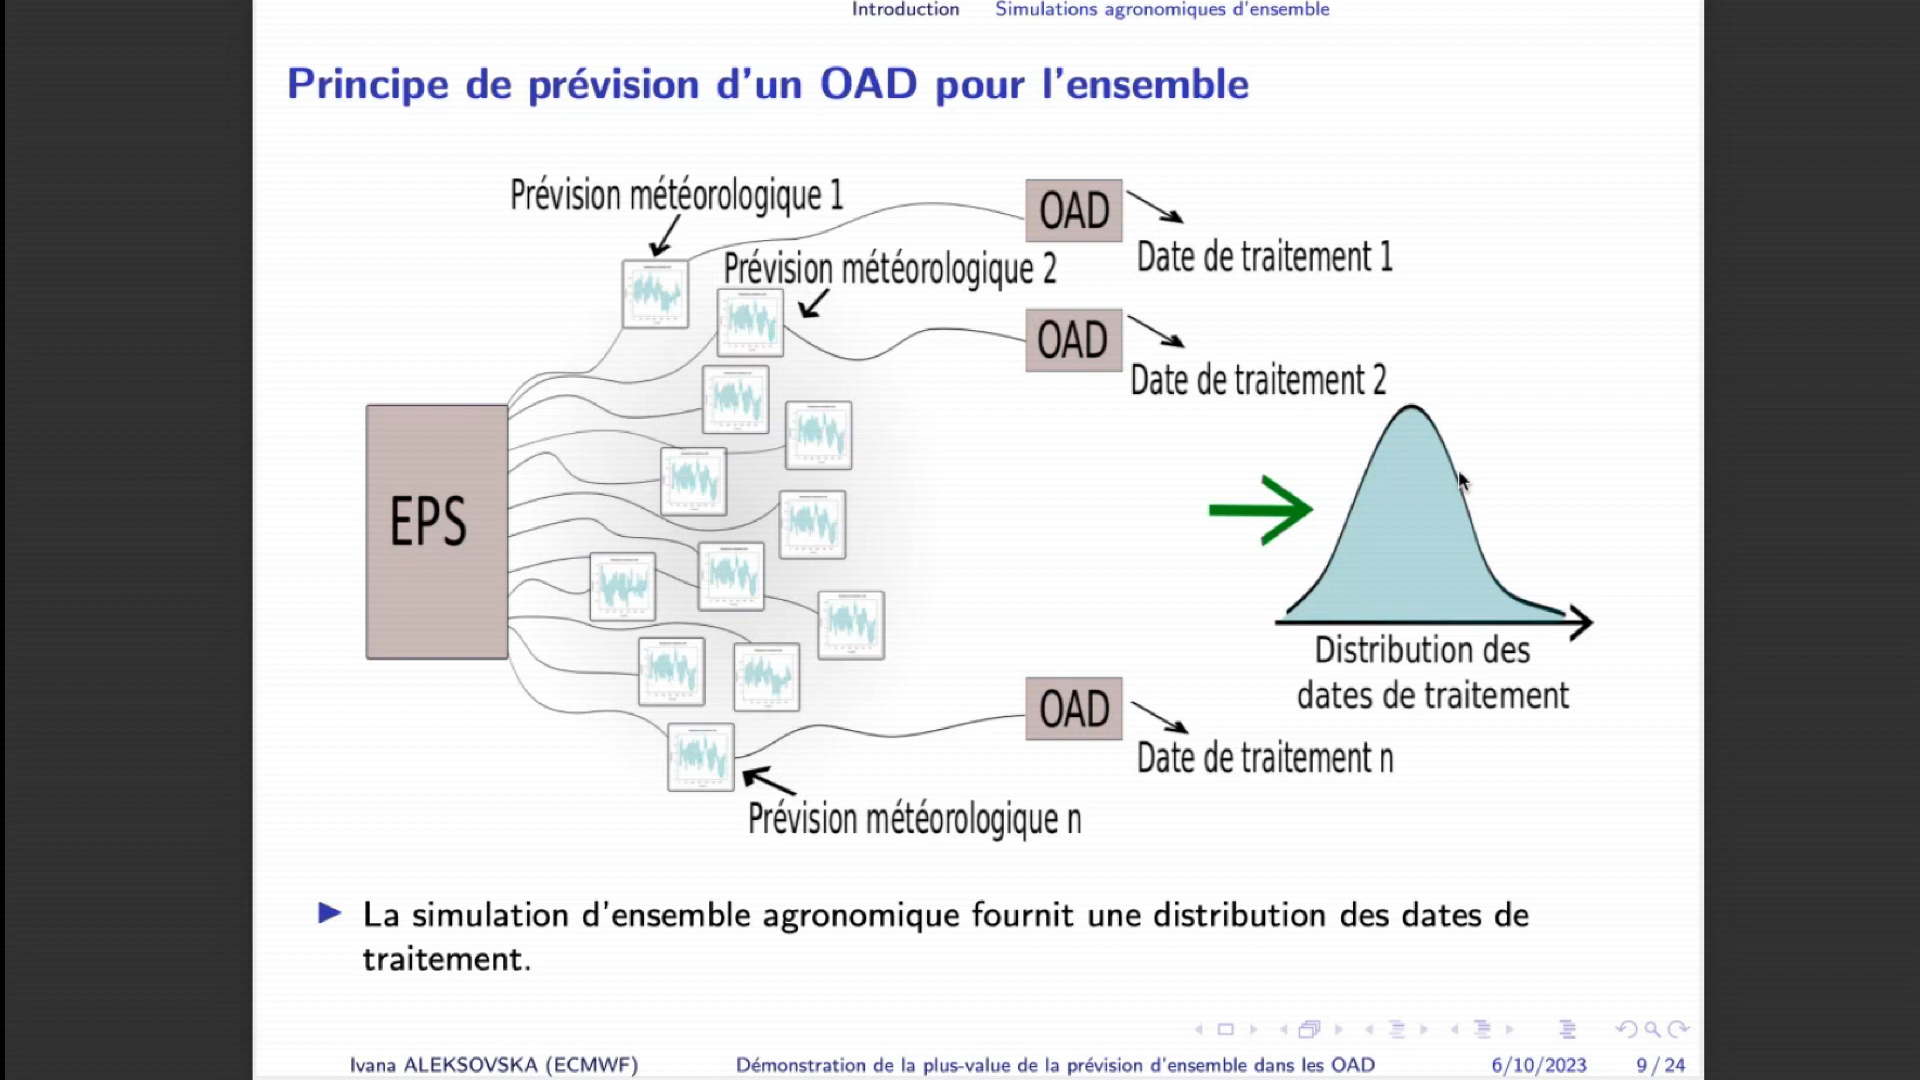 Introduction Simulations agronomiques d'ensemble
Principe de prévision d'un OAD pour l'ensemble
Prévision météorologique 1
OAD
Date de traitement 1
Prévision météorologique 2
OAD
Date de traitement 2
EPS
Distribution des
dates de traitement
OAD
Date de traitement n
Prévision météorologique n
La simulation d'ensemble agronomique fournit une distribution des dates de
traitement.
Ivana ALEKSOVSKA (ECMWF) Démonstration de la plus-value de la prévision d'ensemble dans les OAD 6/10/2023 9 / 24